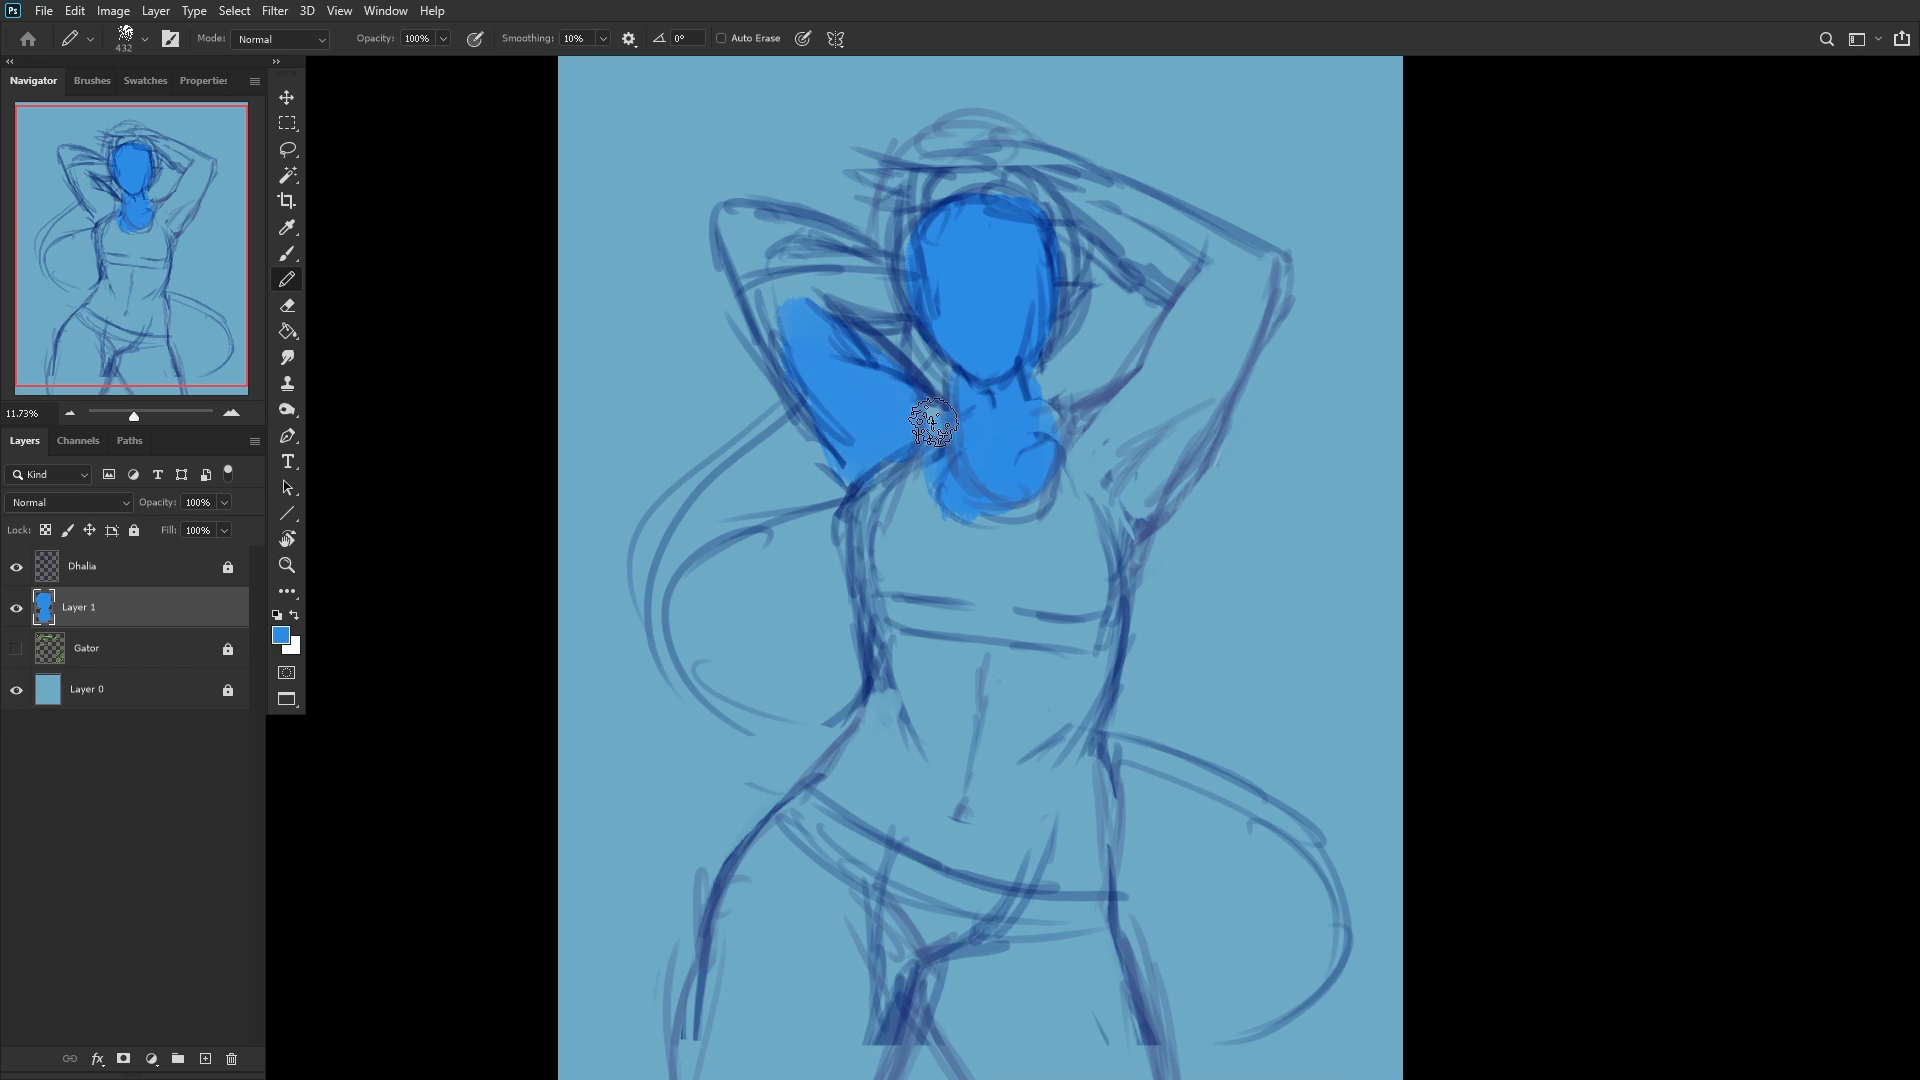 Ps File Edit Image Layer Type Select Filter 3D View Window Help
432 Mode: Normal Opacity: 100% Smoothing: 10% 0° Auto Erase
Navigator Brushes Swatches Properties
11.73%
Layers Channels Paths
Kind T
Normal Opacity: 100%
Lock: Fill: 100%
Dhalia
Layer 1
Gator
Layer 0
fx
T